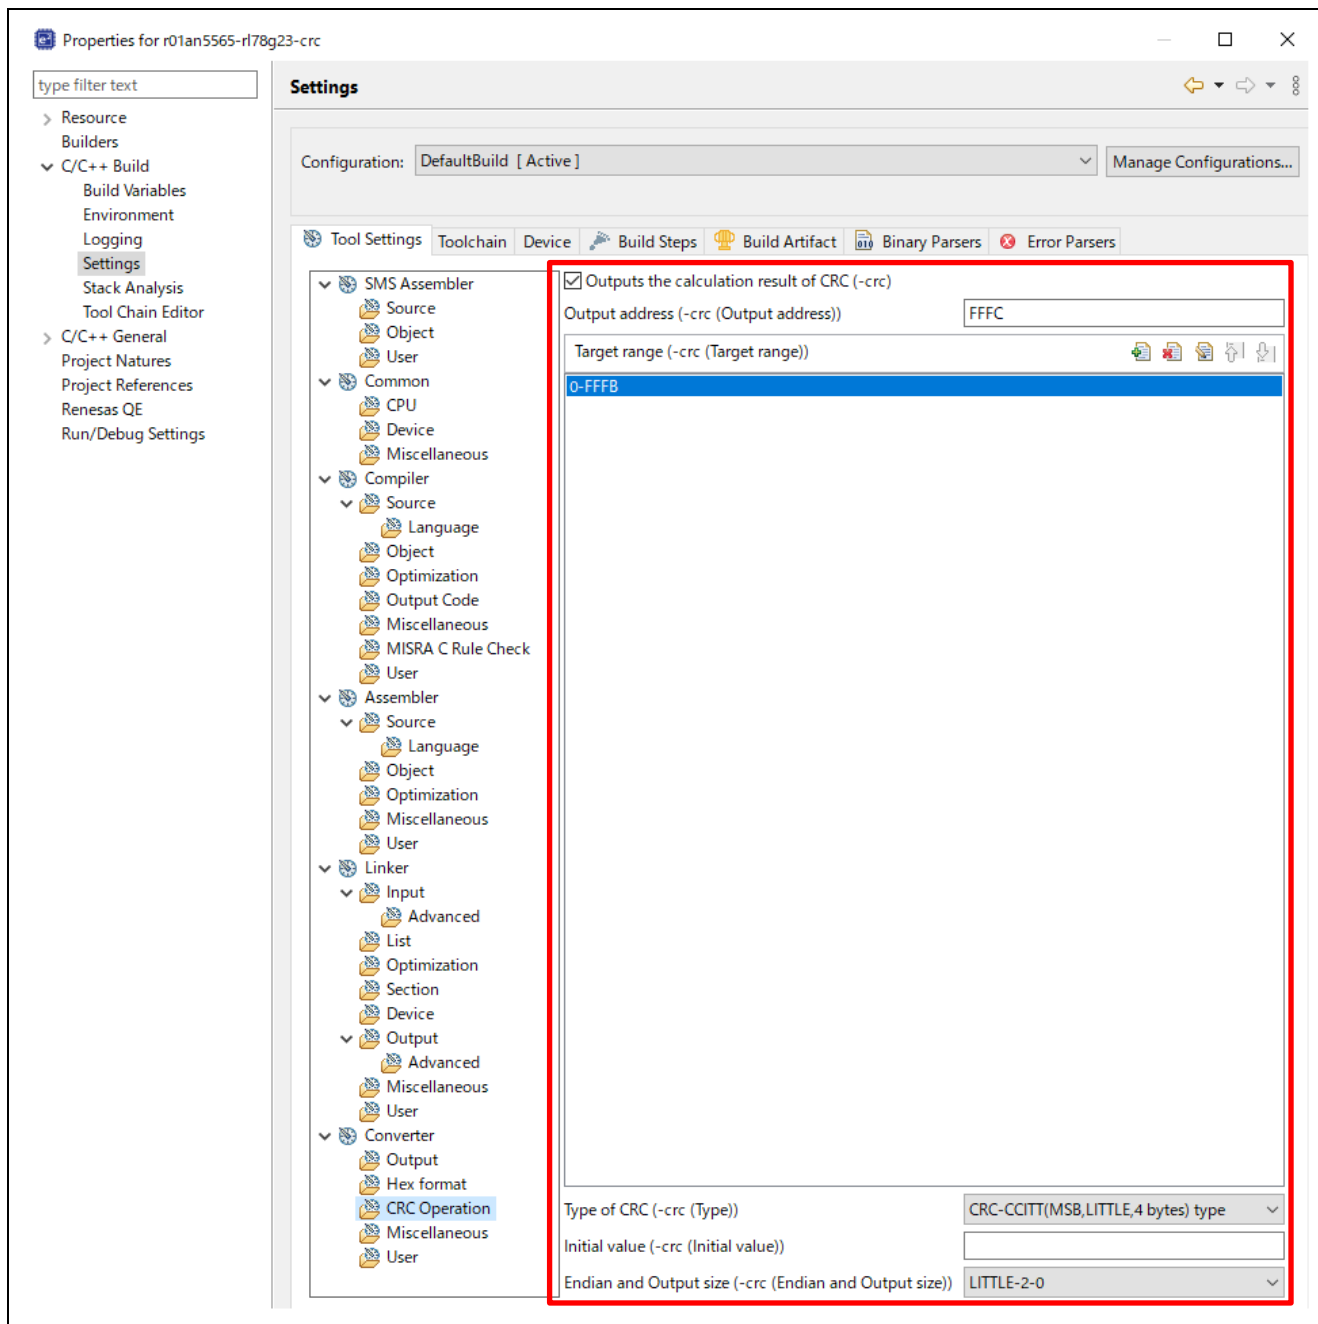 Properties for r01an5565-rl78g23-crc
type filter text
Resource
Builders
C/C++ Build
Build Variables
Environment
Logging
Settings
Stack Analysis
Tool Chain Editor
C/C++ General
Project Natures
Project References
Renesas QE
Run/Debug Settings
Settings
Configuration: DefaultBuild [ Active ] Manage Configurations...
Tool Settings Toolchain Device Build Steps Build Artifact Binary Parsers Error Parsers
SMS Assembler
Source
Object
User
Common
CPU
Device
Miscellaneous
Compiler
Source
Language
Object
Optimization
Output Code
Miscellaneous
MISRA C Rule Check
User
Assembler
Source
Language
Object
Optimization
Miscellaneous
User
Linker
Input
Advanced
List
Optimization
Section
Device
Output
Advanced
Miscellaneous
User
Converter
Output
Hex format
CRC Operation
Miscellaneous
User
Outputs the calculation result of CRC (-crc)
Output address (-crc (Output address)) FFFC
Target range (-crc (Target range))
0-FFFB
Type of CRC (-crc (Type)) CRC-CCITT(MSB,LITTLE,4 bytes) type
Initial value (-crc (Initial value))
Endian and Output size (-crc (Endian and Output size)) LITTLE-2-0